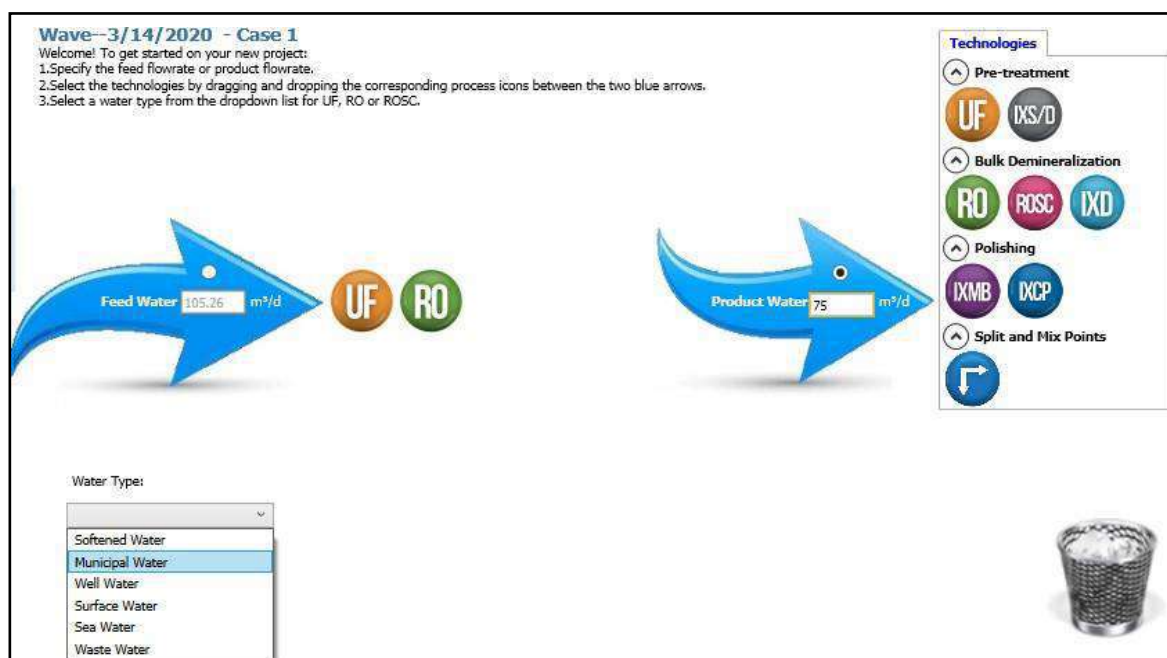 Wave--3/14/2020 - Case 1
Welcome! To get started on your new project:
1.Specify the feed flowrate or product flowrate.
2.Select the technologies by dragging and dropping the corresponding process icons between the two blue arrows.
3.Select a water type from the dropdown list for UF, RO or ROSC.
Technologies
Pre-treatment
UF IXS/D
Bulk Demineralization
RO ROSC IXD
Polishing
IXMB IXCP
Split and Mix Points
Feed Water 105.26 m³/d
UF RO
Product Water 75 m³/d
Water Type:
Softened Water
Municipal Water
Well Water
Surface Water
Sea Water
Waste Water